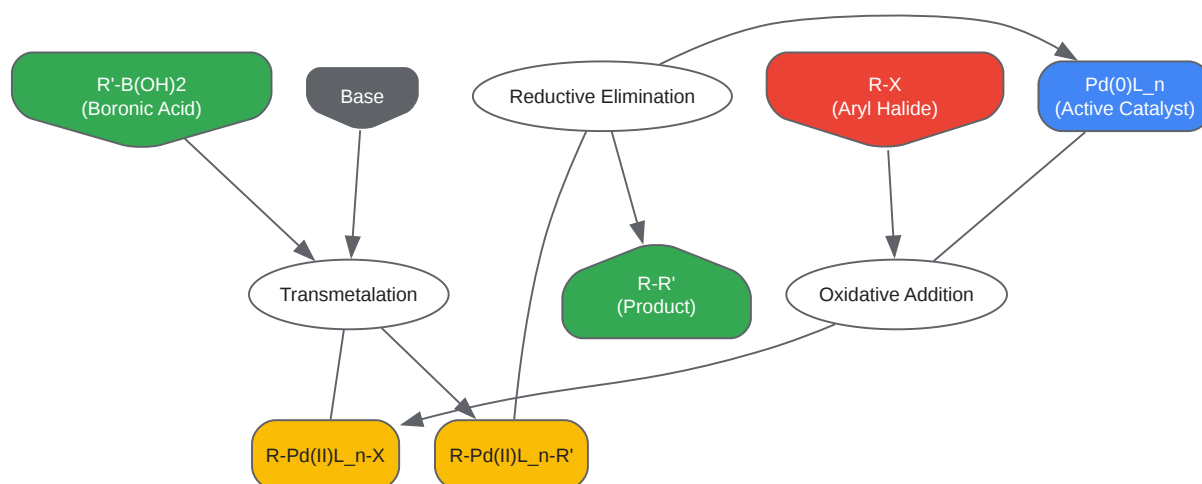 R'-B(OH)2
(Boronic Acid)
Base
Reductive Elimination
R-X
(Aryl Halide)
Pd(0)L_n
(Active Catalyst)
Transmetalation
R-R'
(Product)
Oxidative Addition
R-Pd(II)L_n-X
R-Pd(II)L_n-R'